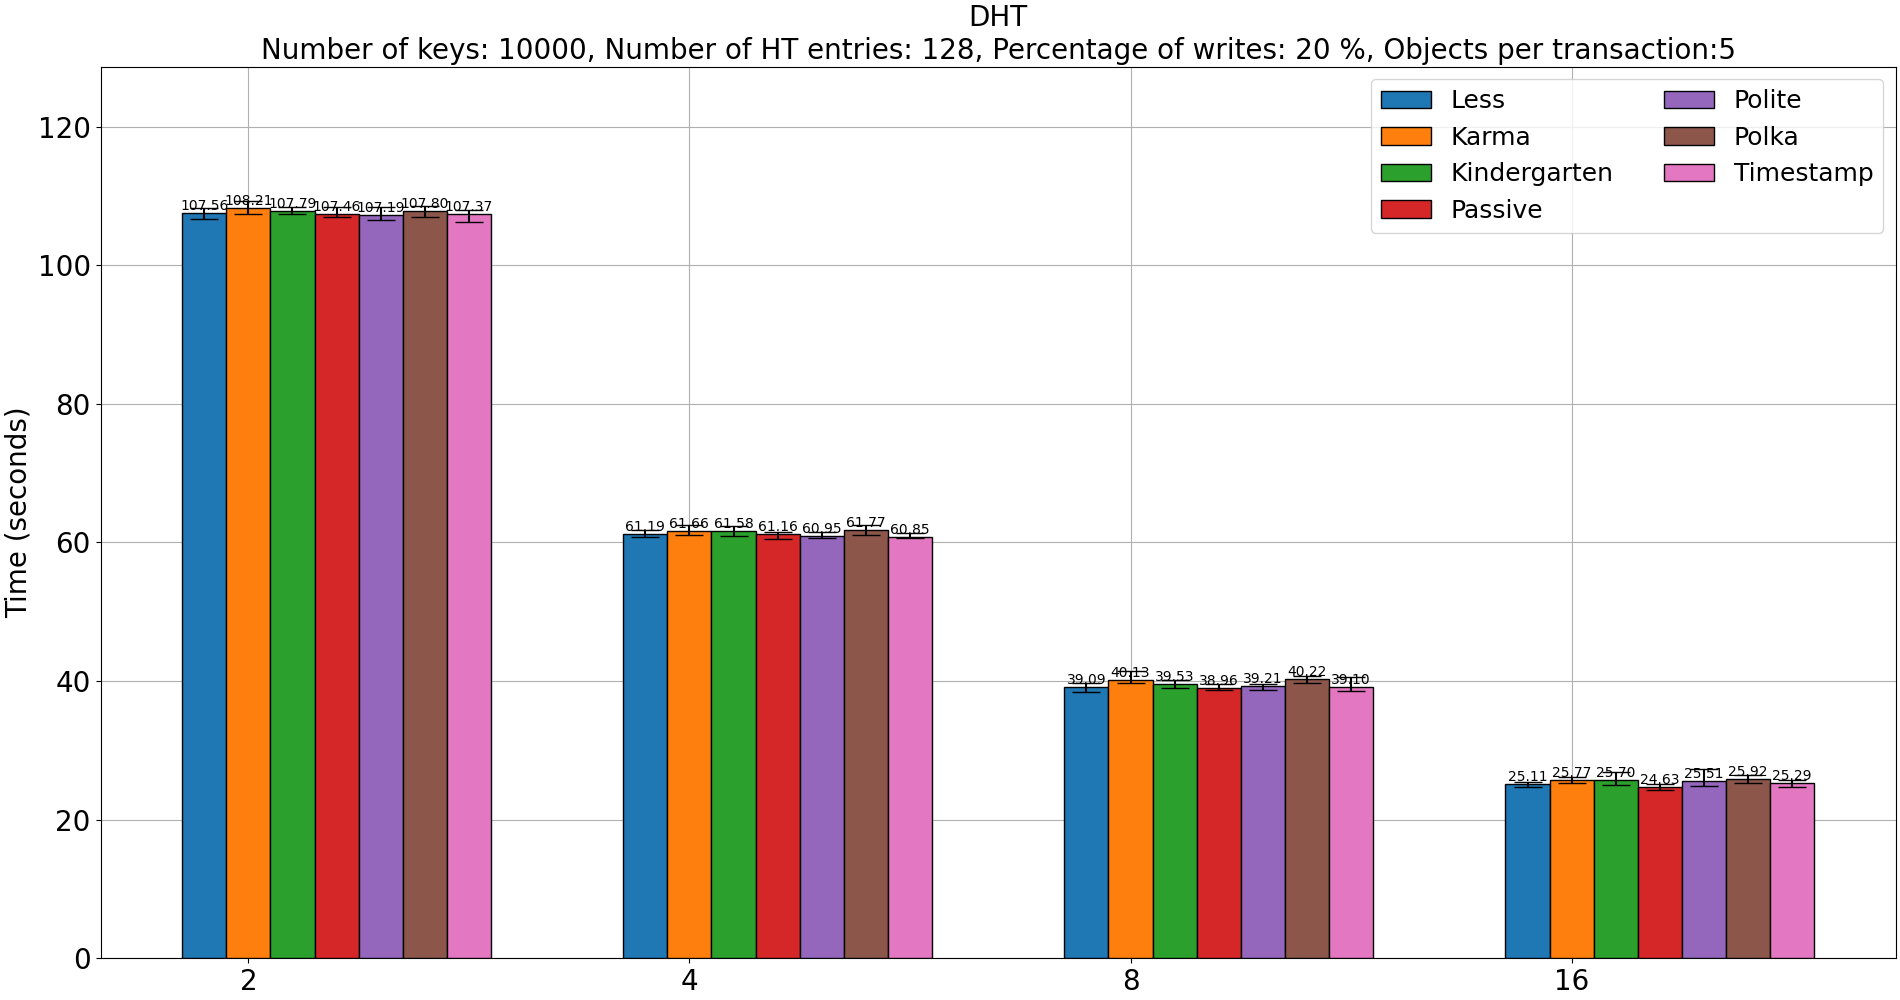 DHT
Number of keys: 10000, Number of HT entries: 128, Percentage of writes: 20 %, Objects per transaction:5
Less
Karma
Kindergarten
Passive
Polite
Polka
Timestamp
Time (seconds)
120
100
80
60
40
20
0
107.56 108.21 107.79 107.46 107.19 107.80 107.37
61.19 61.66 61.58 61.16 60.95 61.77 60.85
39.09 40.13 39.53 38.96 39.21 40.22 39.10
25.11 25.77 25.70 24.63 25.51 25.92 25.29
2 4 8 16